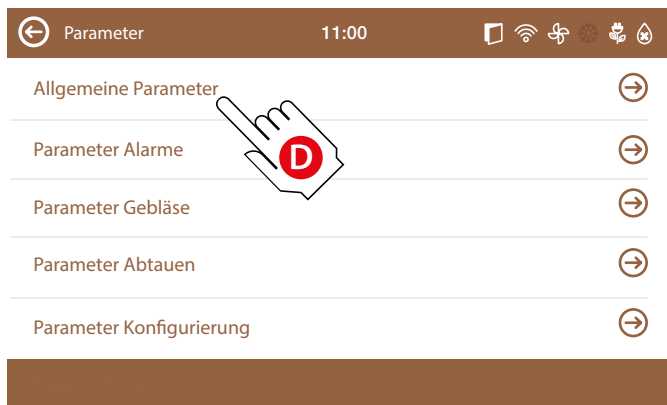 Parameter 11:00
Allgemeine Parameter
D
Parameter Alarme
Parameter Gebläse
Parameter Abtauen
Parameter Konfigurierung